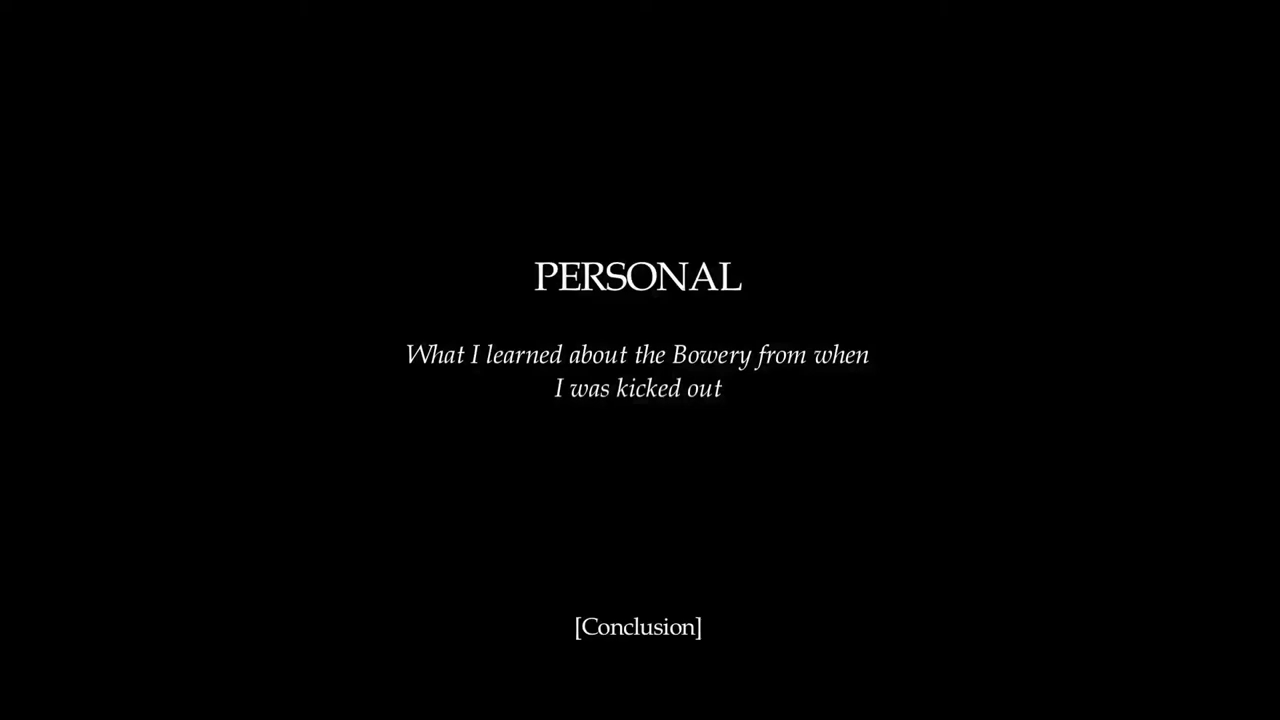 PERSONAL
What I learned about the Bowery from when
I was kicked out
[Conclusion]